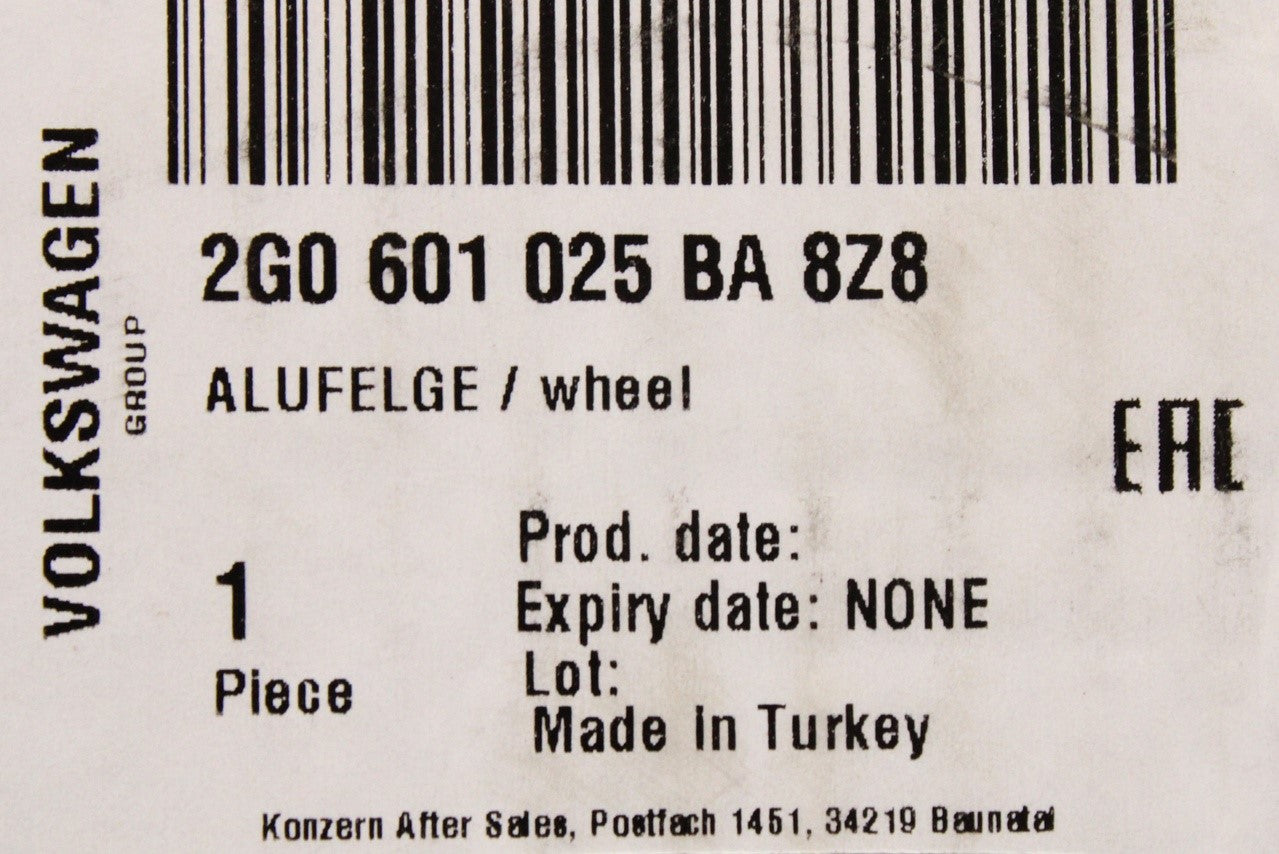 VOLKSWAGEN
GROUP
2G0 601 025 BA 8Z8
ALUFELGE / wheel
EAC
1
Piece
Prod. date:
Expiry date: NONE
Lot:
Made in Turkey
Konzern After Sales, Postfach 1451, 34219 Baunatal